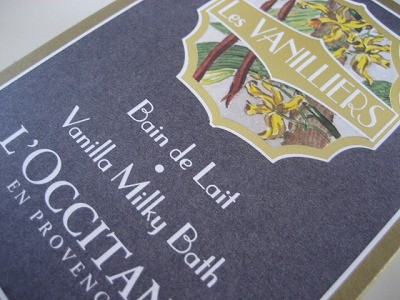 Les VANILLIERS
Bain de Lait
•
Vanilla Milky Bath
L'OCCITAN
EN PROVENC